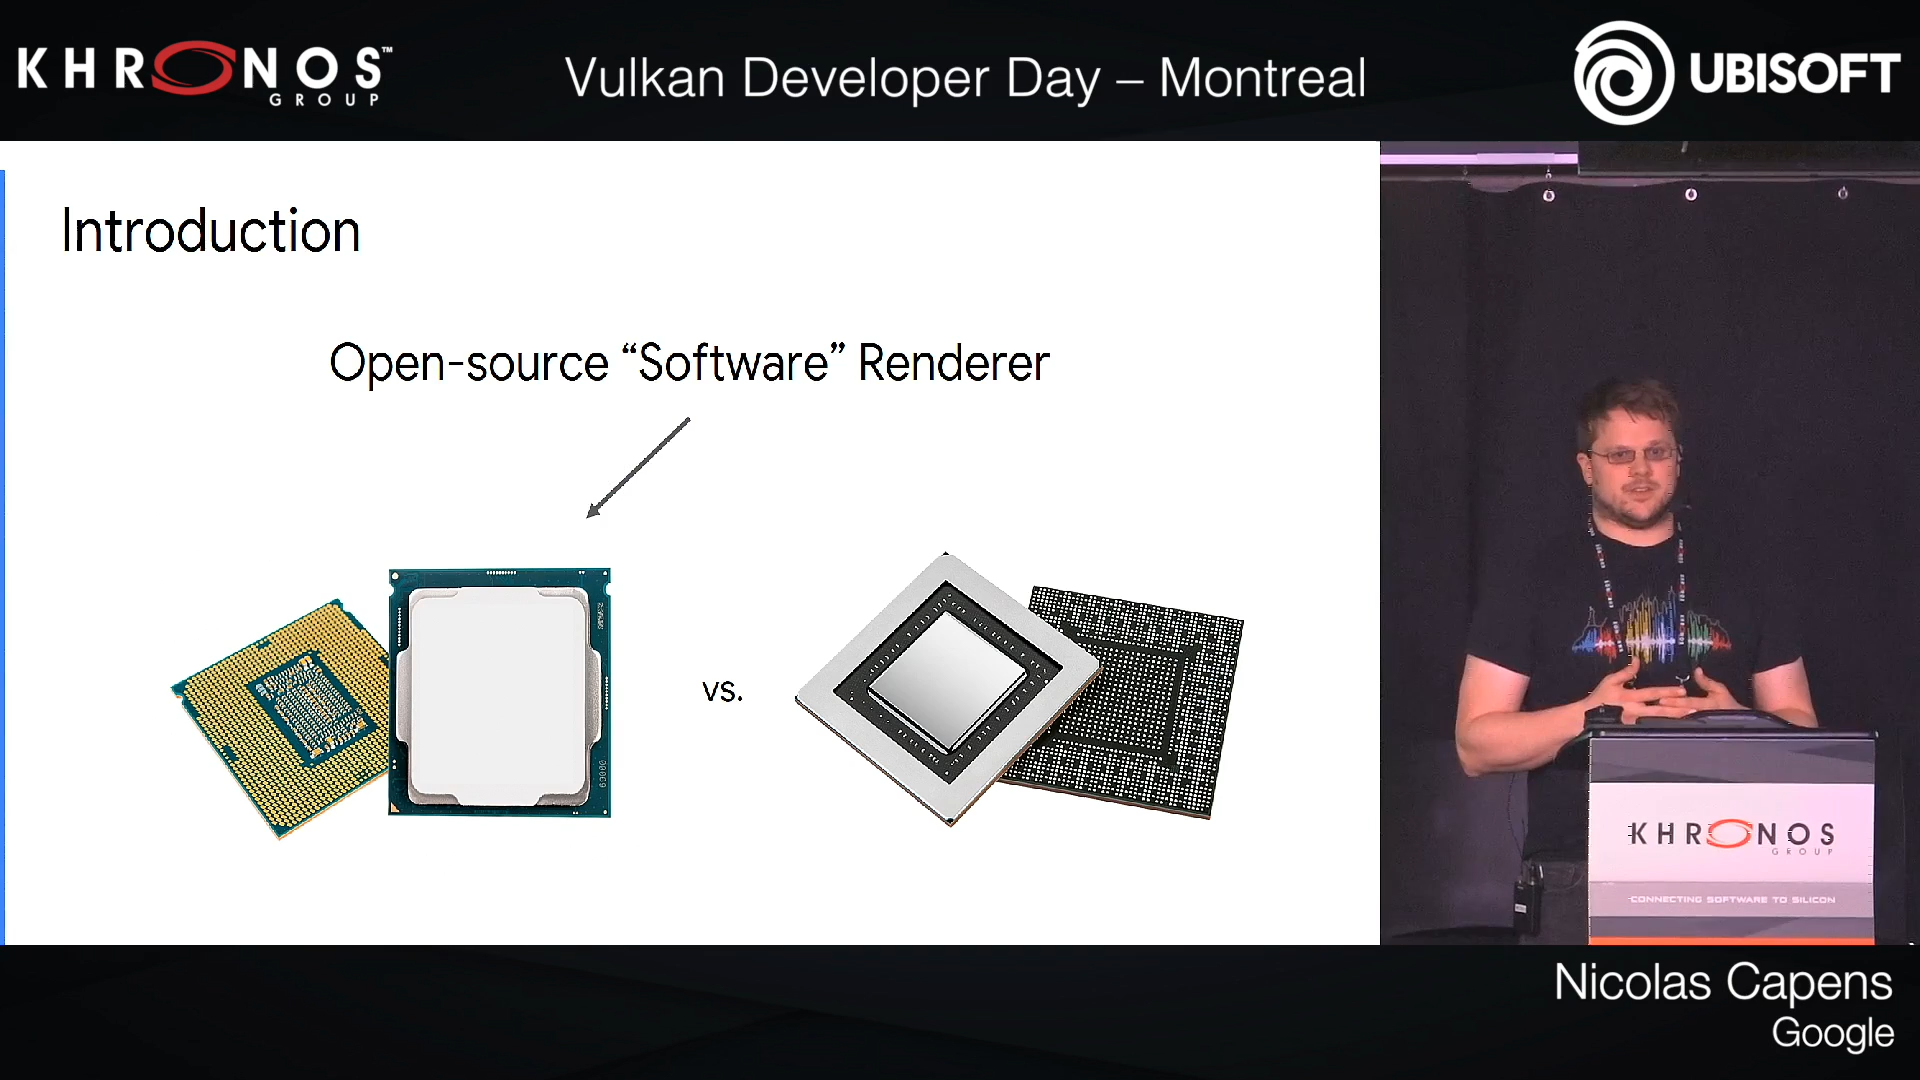 KHRONOS™
GROUP
Vulkan Developer Day – Montreal
UBISOFT
Introduction
Open-source “Software” Renderer
vs.
KHRONOS
GROUP
CONNECTING SOFTWARE TO SILICON
Nicolas Capens
Google